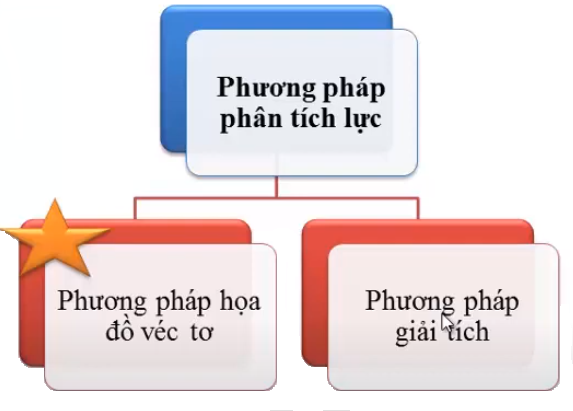 Phương pháp
phân tích lực
Phương pháp họa
đồ véc tơ
Phương pháp
giải tích